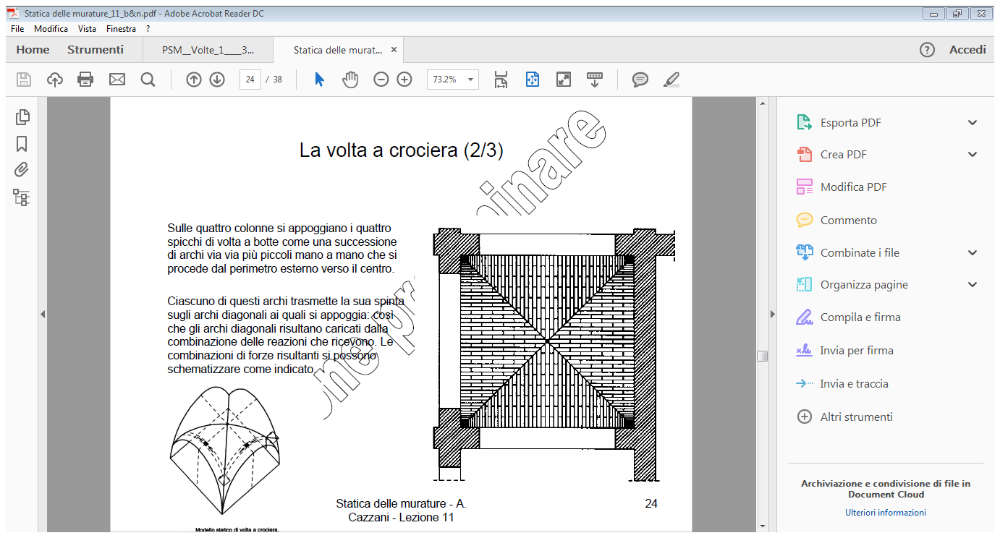 Statica delle murature_11_b&n.pdf - Adobe Acrobat Reader DC
File Modifica Vista Finestra ?
Home Strumenti PSM__Volte_1____3... Statica delle murat... × ? Accedi
24 / 38 73.2%
Esporta PDF
Crea PDF
Modifica PDF
Commento
Combinate i file
Organizza pagine
Compila e firma
Invia per firma
Invia e traccia
Altri strumenti
Archiviazione e condivisione di file in
Document Cloud
Ulteriori informazioni
La volta a crociera (2/3)
Sulle quattro colonne si appoggiano i quattro
spicchi di volta a botte come una successione
di archi via via più piccoli mano a mano che si
procede dal perimetro esterno verso il centro.
Ciascuno di questi archi trasmette la sua spinta
sugli archi diagonali ai quali si appoggia: così
che gli archi diagonali risultano caricati dalla
combinazione delle reazioni che ricevono. Le
combinazioni di forze risultanti si possono
schematizzare come indicato.
Modello statico di volta a crociera.
Statica delle murature - A.
Cazzani - Lezione 11
24